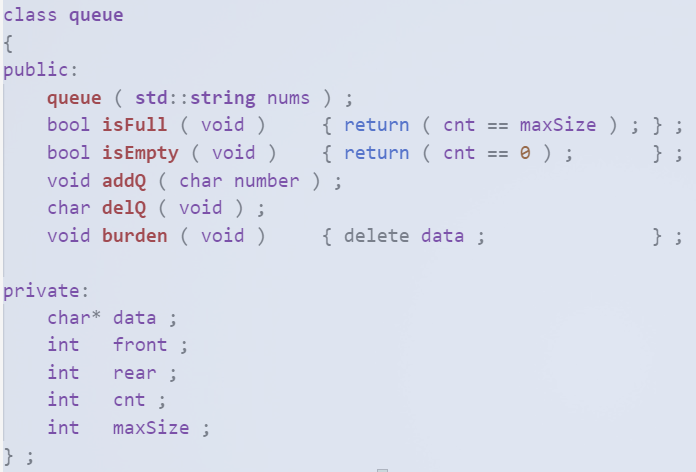 class queue
{
public:
    queue ( std::string nums ) ;
    bool isFull ( void )     { return ( cnt == maxSize ) ; } ;
    bool isEmpty ( void )    { return ( cnt == 0 ) ;       } ;
    void addQ ( char number ) ;
    char delQ ( void ) ;
    void burden ( void )     { delete data ;               } ;

private:
    char* data ;
    int   front ;
    int   rear ;
    int   cnt ;
    int   maxSize ;
} ;